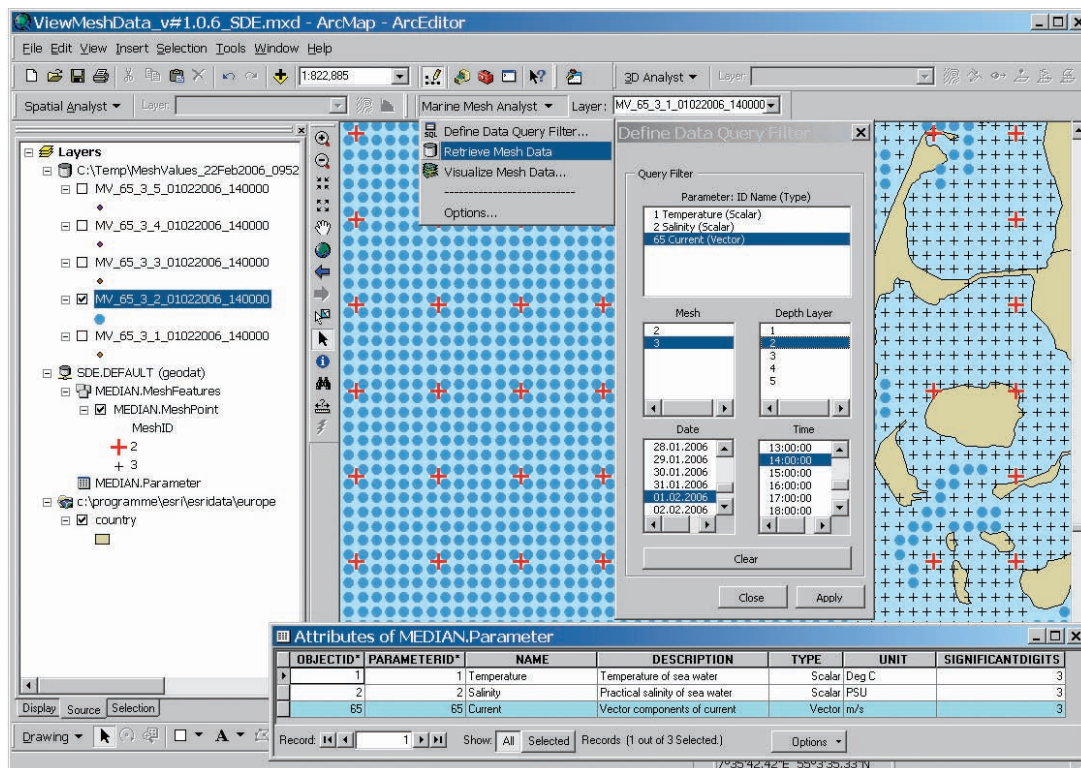 ViewMeshData_v#1.0.6_SDE.mxd - ArcMap - ArcEditor
File Edit View Insert Selection Tools Window Help
1:822,885
3D Analyst
Layer:
Spatial Analyst
Layer:
Marine Mesh Analyst
Layer: MV_65_3_1_01022006_140000
Layers
C:\Temp\MeshValues_22Feb2006_0952
MV_65_3_5_01022006_140000
MV_65_3_4_01022006_140000
MV_65_3_3_01022006_140000
MV_65_3_2_01022006_140000
MV_65_3_1_01022006_140000
SDE.DEFAULT (geodat)
MEDIAN.MeshFeatures
MEDIAN.MeshPoint
MeshID
2
3
MEDIAN.Parameter
c:\programme\esri\esridata\europe
country
Display Source Selection
Drawing
SQL
Define Data Query Filter...
Retrieve Mesh Data
Visualize Mesh Data...
--------------------------
Options...
Define Data Query Filter
Query Filter
Parameter: ID Name (Type)
1 Temperature (Scalar)
2 Salinity (Scalar)
65 Current (Vector)
Mesh
2
3
Depth Layer
1
2
3
4
5
Date
28.01.2006
29.01.2006
30.01.2006
31.01.2006
01.02.2006
02.02.2006
Time
13:00:00
14:00:00
15:00:00
16:00:00
17:00:00
18:00:00
Clear
Close Apply
Attributes of MEDIAN.Parameter
OBJECTID* PARAMETERID* NAME DESCRIPTION TYPE UNIT SIGNIFICANTDIGITS
1 1 Temperature Temperature of sea water Scalar Deg C 3
2 2 Salinity Practical salinity of sea water Scalar PSU 3
65 65 Current Vector components of current Vector m/s 3
Record: 1 Show: All Selected Records (1 out of 3 Selected.) Options
7°35'42.42"E 55°3'35.33"N